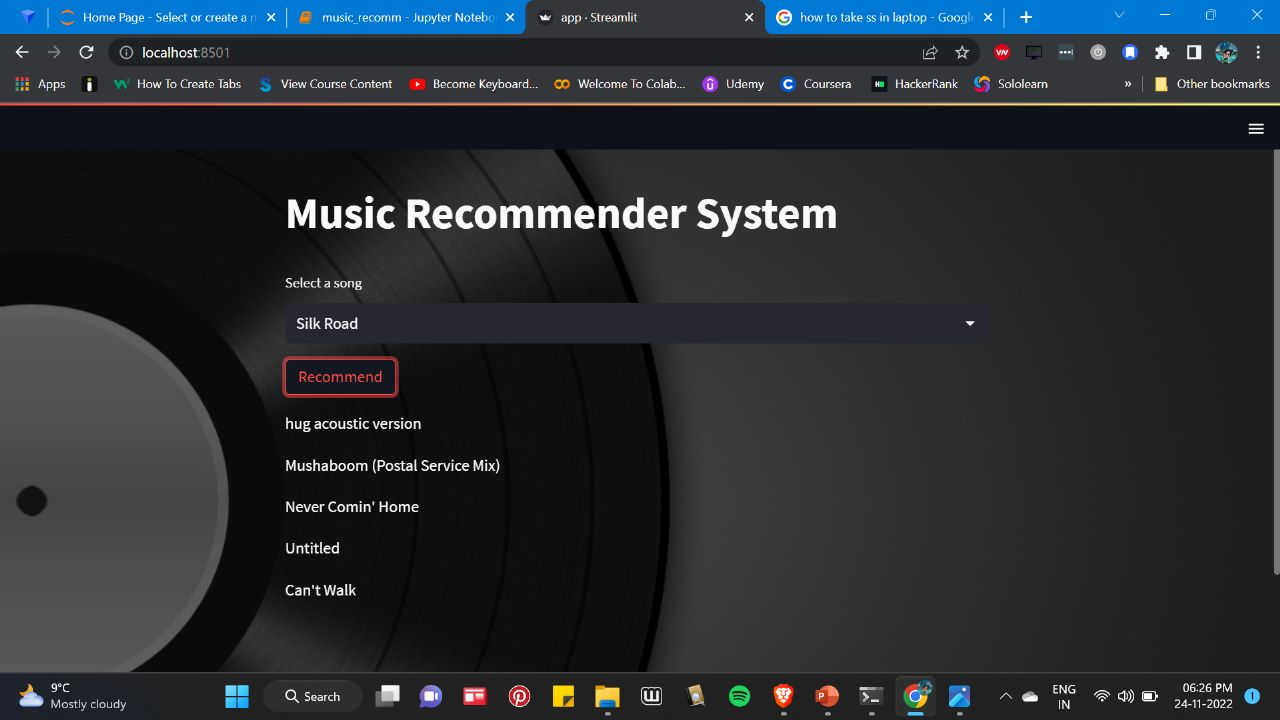 Home Page - Select or create a n
music_recomm - Jupyter Notebo
app · Streamlit
how to take ss in laptop - Google
localhost:8501
Apps
How To Create Tabs
View Course Content
Become Keyboard...
Welcome To Colab...
Udemy
Coursera
HackerRank
Sololearn
»
Other bookmarks
Music Recommender System
Select a song
Silk Road
Recommend
hug acoustic version
Mushaboom (Postal Service Mix)
Never Comin' Home
Untitled
Can't Walk
9°C
Mostly cloudy
Search
ENG
IN
06:26 PM
24-11-2022
1